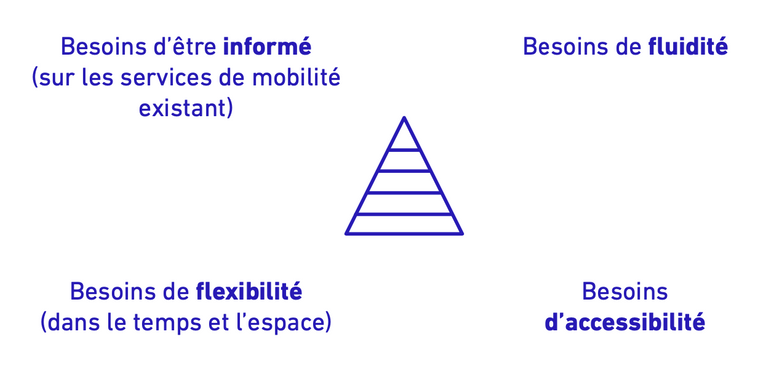 Besoins d’être informé
(sur les services de mobilité
existant)
Besoins de fluidité
Besoins de flexibilité
(dans le temps et l’espace)
Besoins
d’accessibilité